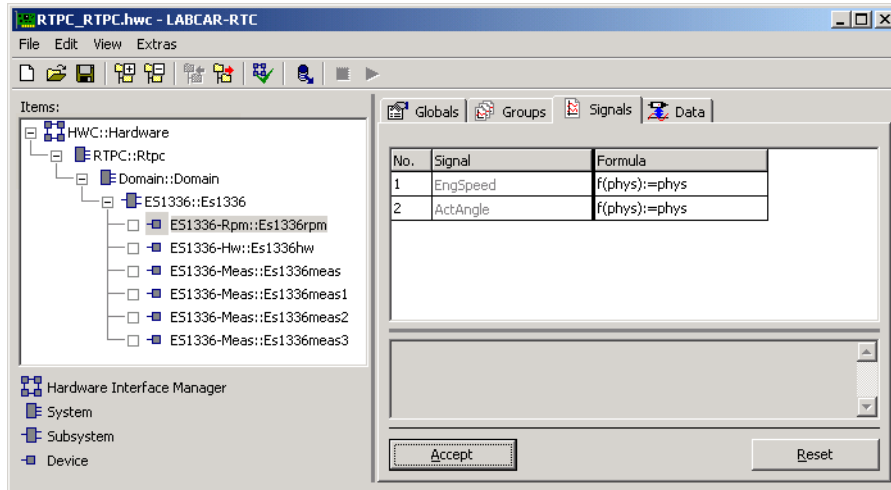 RTPC_RTPC.hwc - LABCAR-RTC
File Edit View Extras
Items:
HWC::Hardware
RTPC::Rtpc
Domain::Domain
ES1336::Es1336
ES1336-Rpm::Es1336rpm
ES1336-Hw::Es1336hw
ES1336-Meas::Es1336meas
ES1336-Meas::Es1336meas1
ES1336-Meas::Es1336meas2
ES1336-Meas::Es1336meas3
Hardware Interface Manager
System
Subsystem
Device
Globals Groups Signals Data
No. Signal Formula
1 EngSpeed f(phys):=phys
2 ActAngle f(phys):=phys
Accept Reset